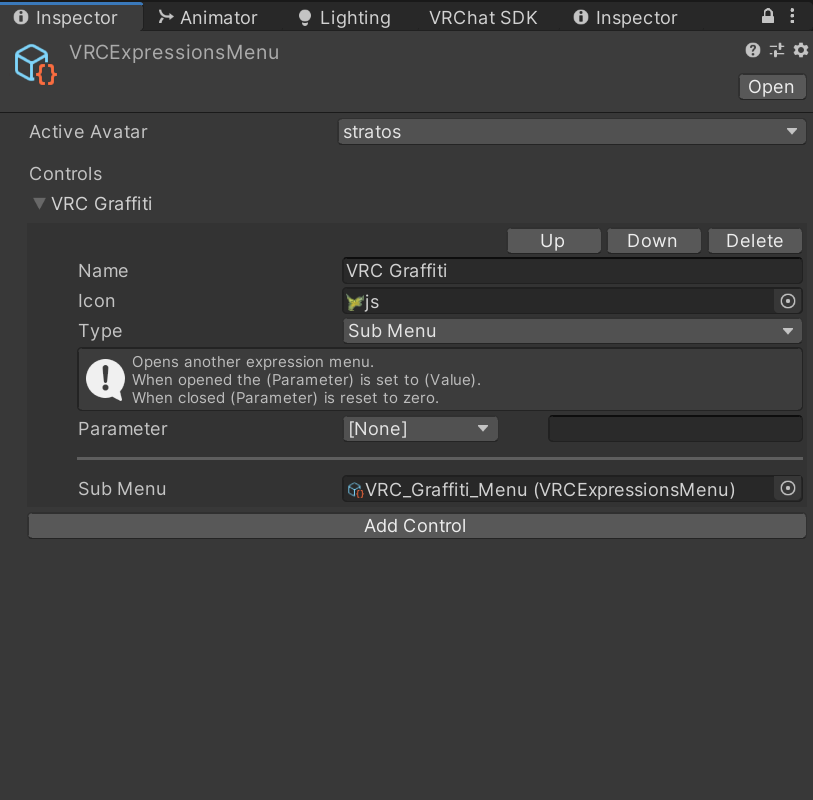 Inspector Animator Lighting VRChat SDK Inspector
VRCExpressionsMenu
Open
Active Avatar stratos
Controls
VRC Graffiti
Up Down Delete
Name VRC Graffiti
Icon js
Type Sub Menu
Opens another expression menu.
When opened the (Parameter) is set to (Value).
When closed (Parameter) is reset to zero.
Parameter [None]
Sub Menu VRC_Graffiti_Menu (VRCExpressionsMenu)
Add Control